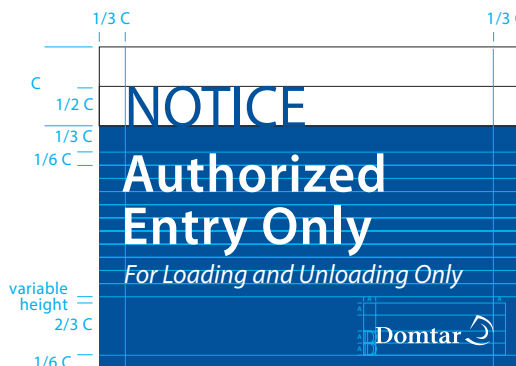 1/3 C 1/3 C
C
1/2 C
NOTICE
1/3 C
1/6 C
Authorized
Entry Only
For Loading and Unloading Only
variable
height
2/3 C
Domtar
1/6 C